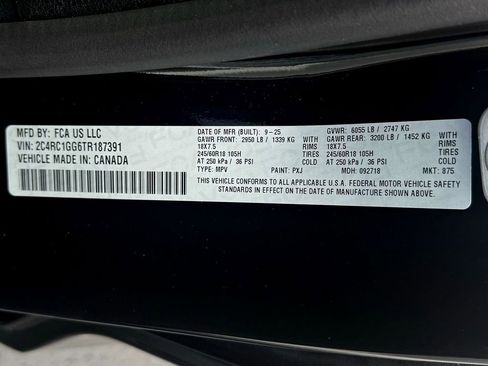 MFD BY: FCA US LLC
VIN: 2C4RC1GG6TR187391
VEHICLE MADE IN: CANADA
DATE OF MFR (BUILT): 9-25 GVWR: 6055 LB / 2747 KG
GAWR FRONT: 2950 LB / 1339 KG WITH GAWR REAR: 3200 LB / 1452 KG WITH
18X7.5 RIMS 18X7.5 RIMS
245/60R18 105H TIRES 245/60R18 105H TIRES
AT 250 kPa / 36 PSI COLD AT 250 kPa / 36 PSI COLD
TYPE: MPV PAINT: PXJ MDH: 092718 MKT: 875
THIS VEHICLE CONFORMS TO ALL APPLICABLE U.S.A. FEDERAL MOTOR VEHICLE SAFETY
STANDARDS IN EFFECT ON THE DATE OF MANUFACTURE SHOWN ABOVE.